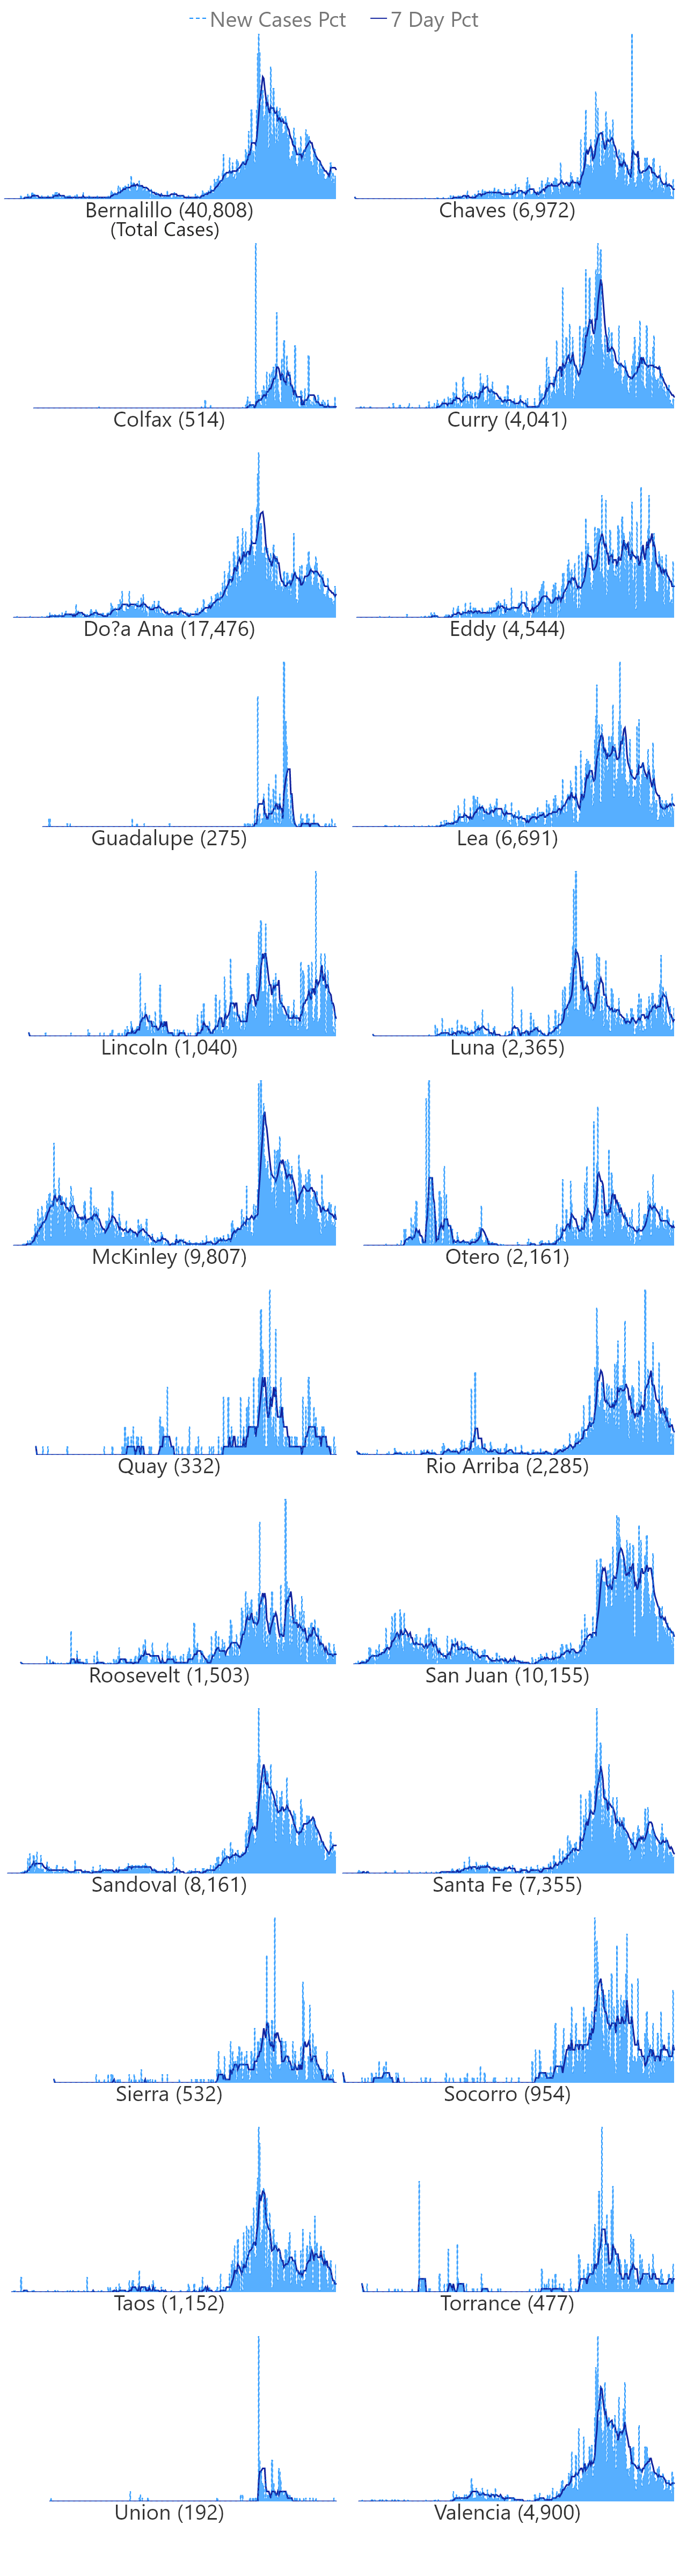 New Cases Pct 7 Day Pct
Bernalillo (40,808) Chaves (6,972)
(Total Cases)
Colfax (514) Curry (4,041)
Do?a Ana (17,476) Eddy (4,544)
Guadalupe (275) Lea (6,691)
Lincoln (1,040) Luna (2,365)
McKinley (9,807) Otero (2,161)
Quay (332) Rio Arriba (2,285)
Roosevelt (1,503) San Juan (10,155)
Sandoval (8,161) Santa Fe (7,355)
Sierra (532) Socorro (954)
Taos (1,152) Torrance (477)
Union (192) Valencia (4,900)